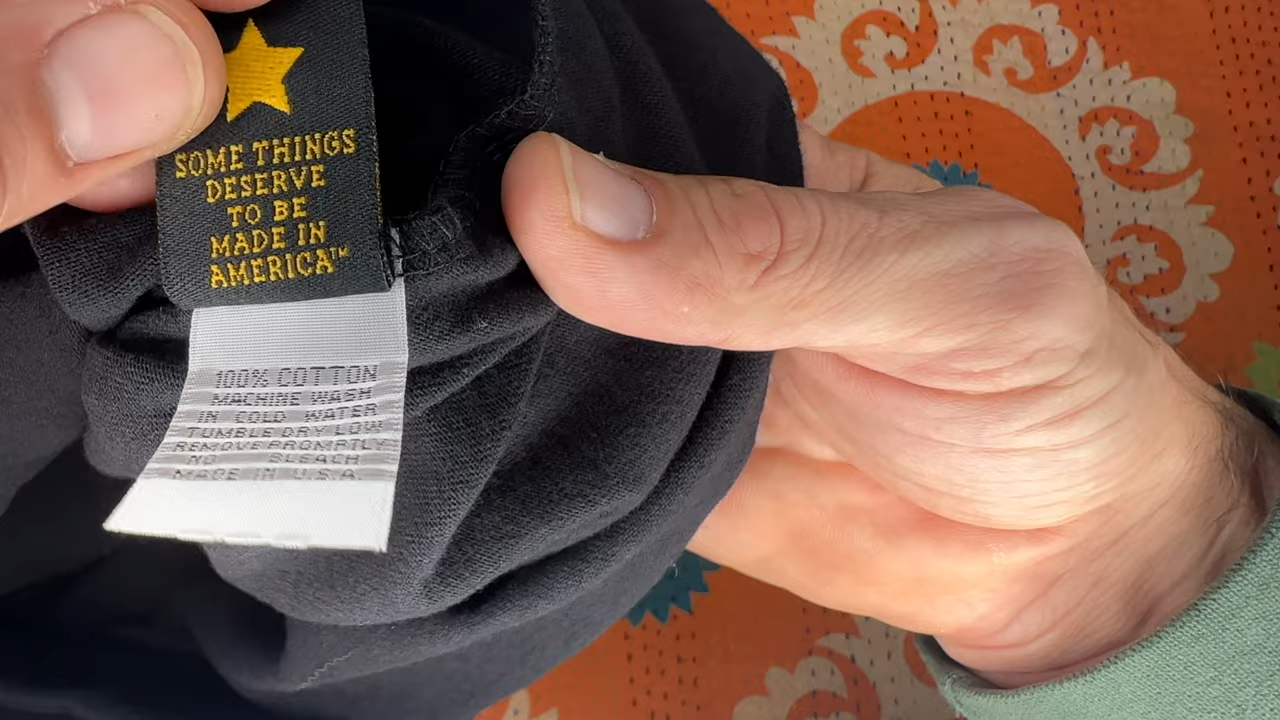 SOME THINGS
DESERVE
TO BE
MADE IN
AMERICA™
100% COTTON
MACHINE WASH
IN COLD WATER
TUMBLE DRY LOW
REMOVE PROMPTLY
NO BLEACH
MADE IN U.S.A.